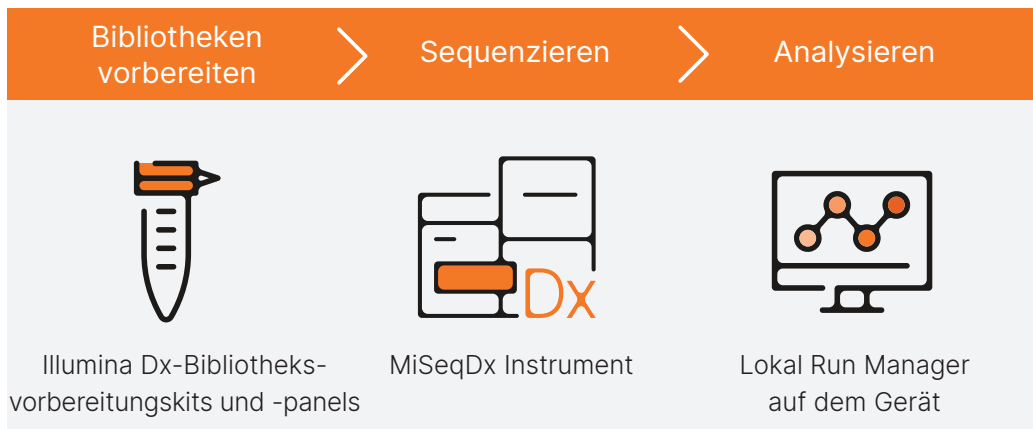 Bibliotheken
vorbereiten
Sequenzieren
Analysieren
Dx
Illumina Dx-Bibliotheks-
vorbereitungskits und -panels
MiSeqDx Instrument
Lokal Run Manager
auf dem Gerät